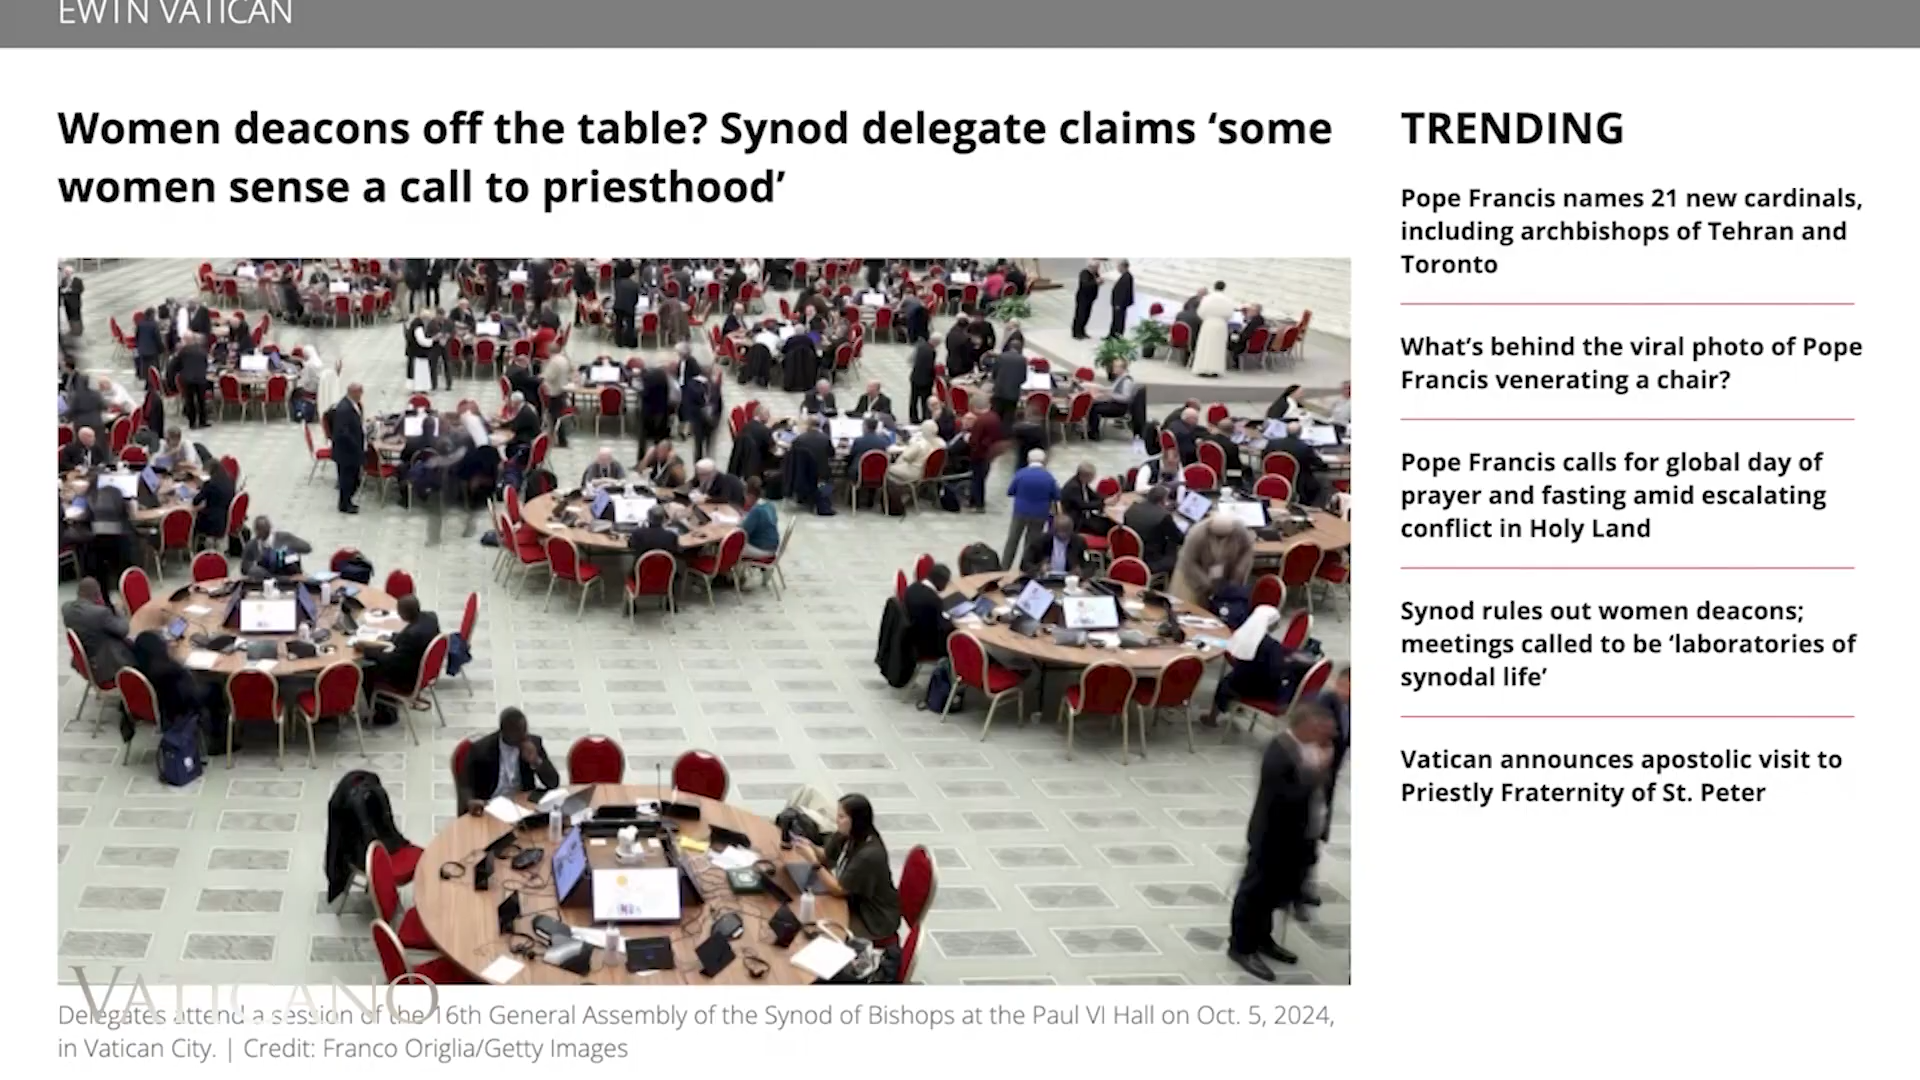 EWTN VATICAN
Women deacons off the table? Synod delegate claims ‘some
women sense a call to priesthood’
TRENDING
Pope Francis names 21 new cardinals,
including archbishops of Tehran and
Toronto
What’s behind the viral photo of Pope
Francis venerating a chair?
Pope Francis calls for global day of
prayer and fasting amid escalating
conflict in Holy Land
Synod rules out women deacons;
meetings called to be ‘laboratories of
synodal life’
Vatican announces apostolic visit to
Priestly Fraternity of St. Peter
VATICANO
Delegates attend a session of the 16th General Assembly of the Synod of Bishops at the Paul VI Hall on Oct. 5, 2024,
in Vatican City. | Credit: Franco Origlia/Getty Images